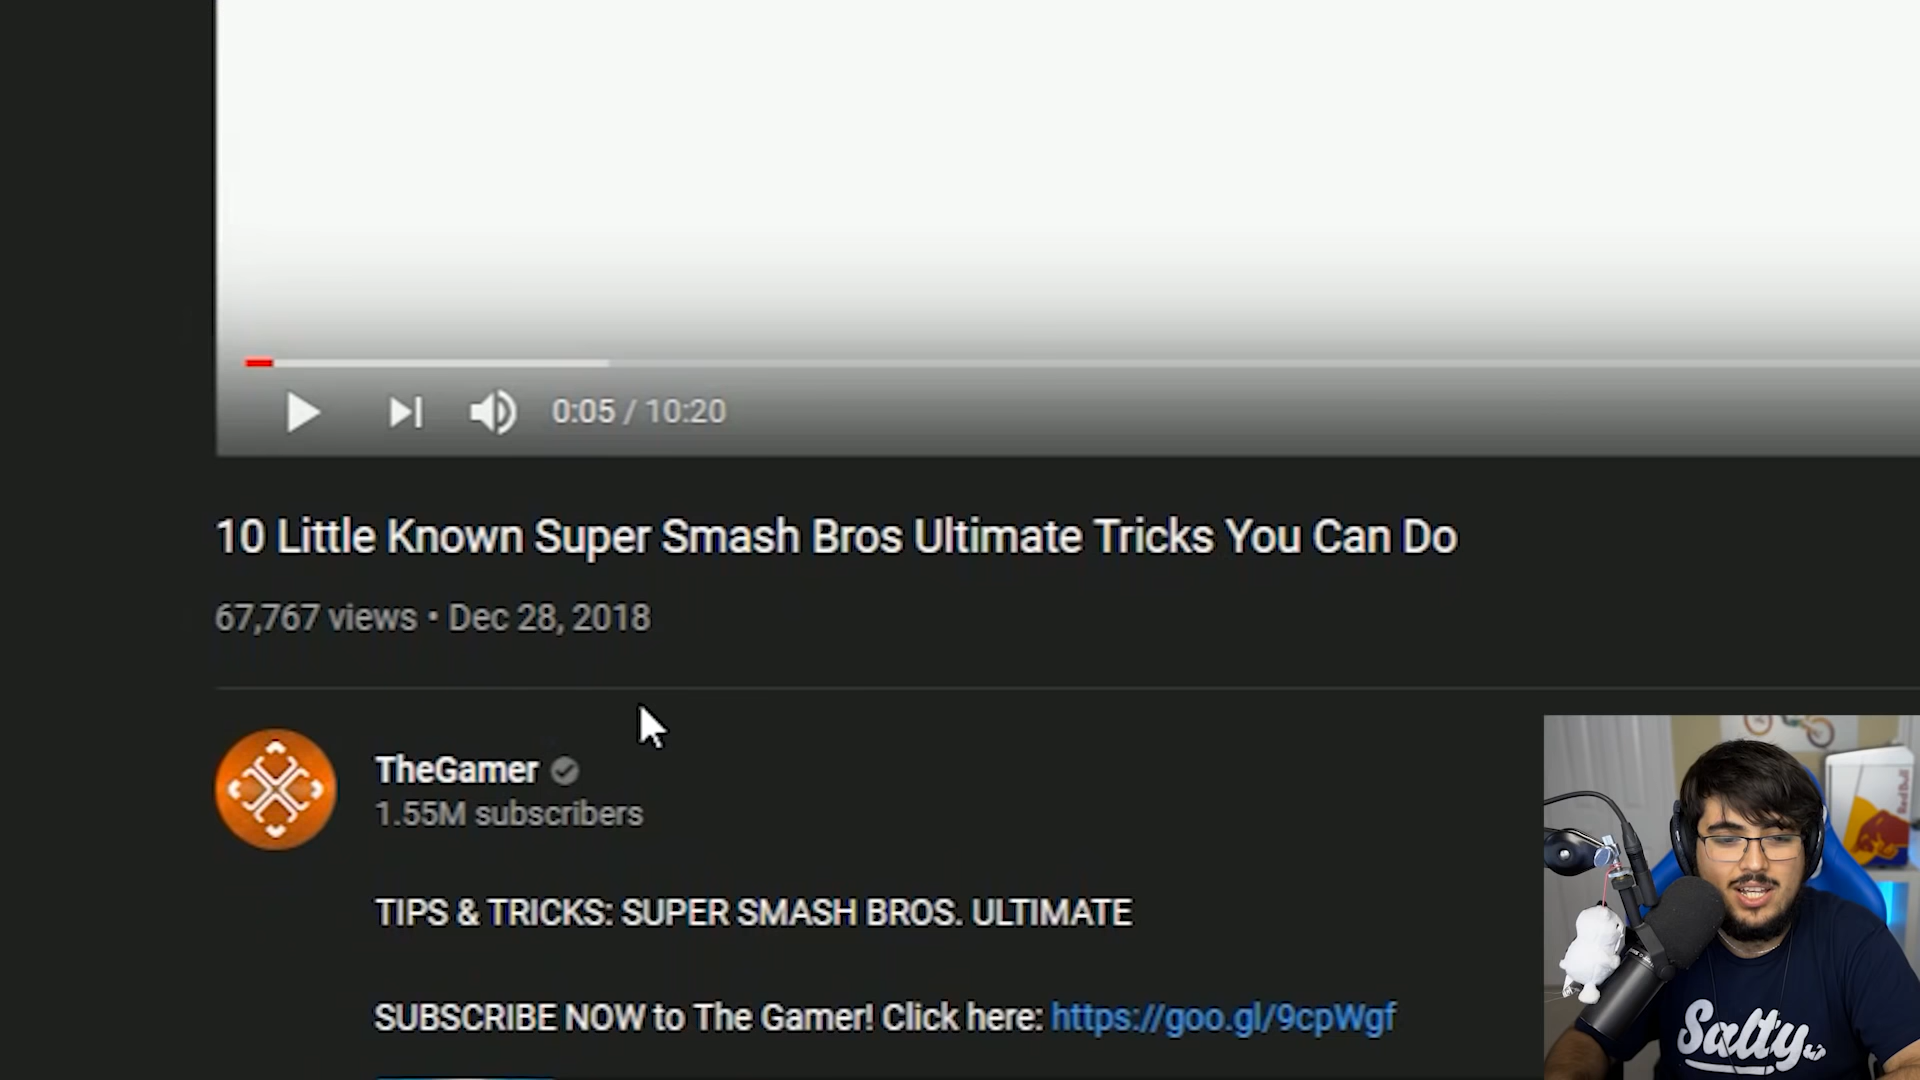 0:05 / 10:20
10 Little Known Super Smash Bros Ultimate Tricks You Can Do
67,767 views • Dec 28, 2018
TheGamer
1.55M subscribers
TIPS & TRICKS: SUPER SMASH BROS. ULTIMATE
SUBSCRIBE NOW to The Gamer! Click here: https://goo.gl/9cpWgf
Red Bull
Salty